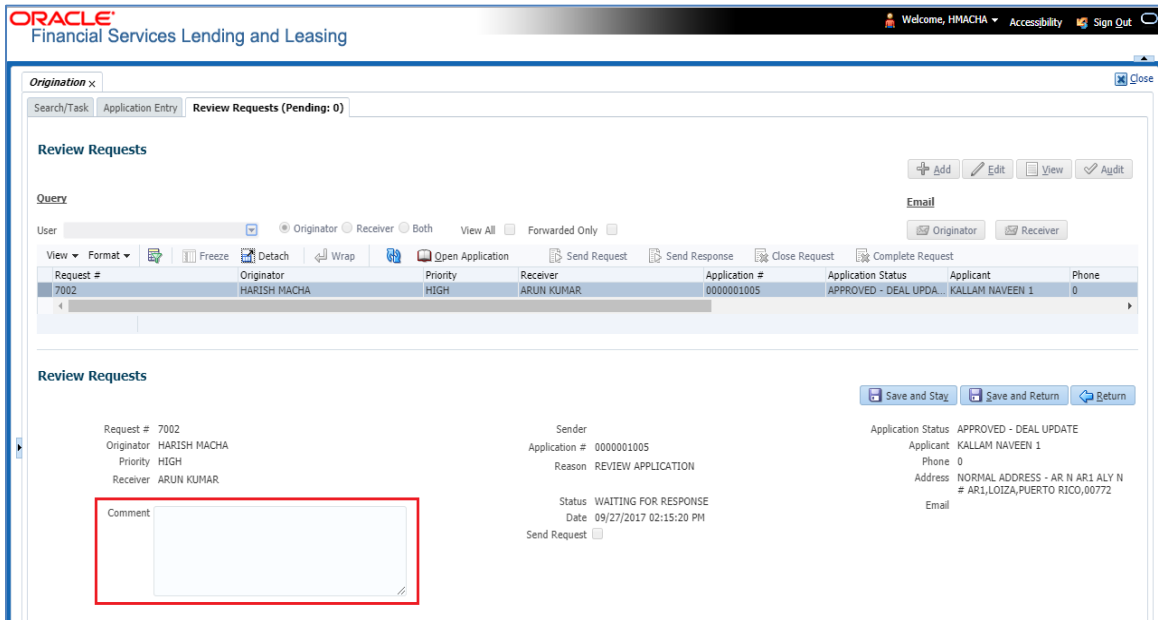 ORACLE
Financial Services Lending and Leasing
Welcome, HMACHA Accessibility Sign Out
Origination x
Close
Search/Task Application Entry Review Requests (Pending: 0)
Review Requests
Add Edit View Audit
Query
Email
User Originator Receiver Both View All Forwarded Only
Originator Receiver
View Format Freeze Detach Wrap Open Application Send Request Send Response Close Request Complete Request
Request # Originator Priority Receiver Application # Application Status Applicant Phone
7002 HARISH MACHA HIGH ARUN KUMAR 0000001005 APPROVED - DEAL UPDA... KALLAM NAVEEN 1 0
Review Requests
Save and Stay Save and Return Return
Request # 7002
Originator HARISH MACHA
Priority HIGH
Receiver ARUN KUMAR
Comment
Sender
Application # 0000001005
Reason REVIEW APPLICATION
Status WAITING FOR RESPONSE
Date 09/27/2017 02:15:20 PM
Send Request
Application Status APPROVED - DEAL UPDATE
Applicant KALLAM NAVEEN 1
Phone 0
Address NORMAL ADDRESS - AR N AR1 ALY N
# AR1,LOIZA,PUERTO RICO,00772
Email